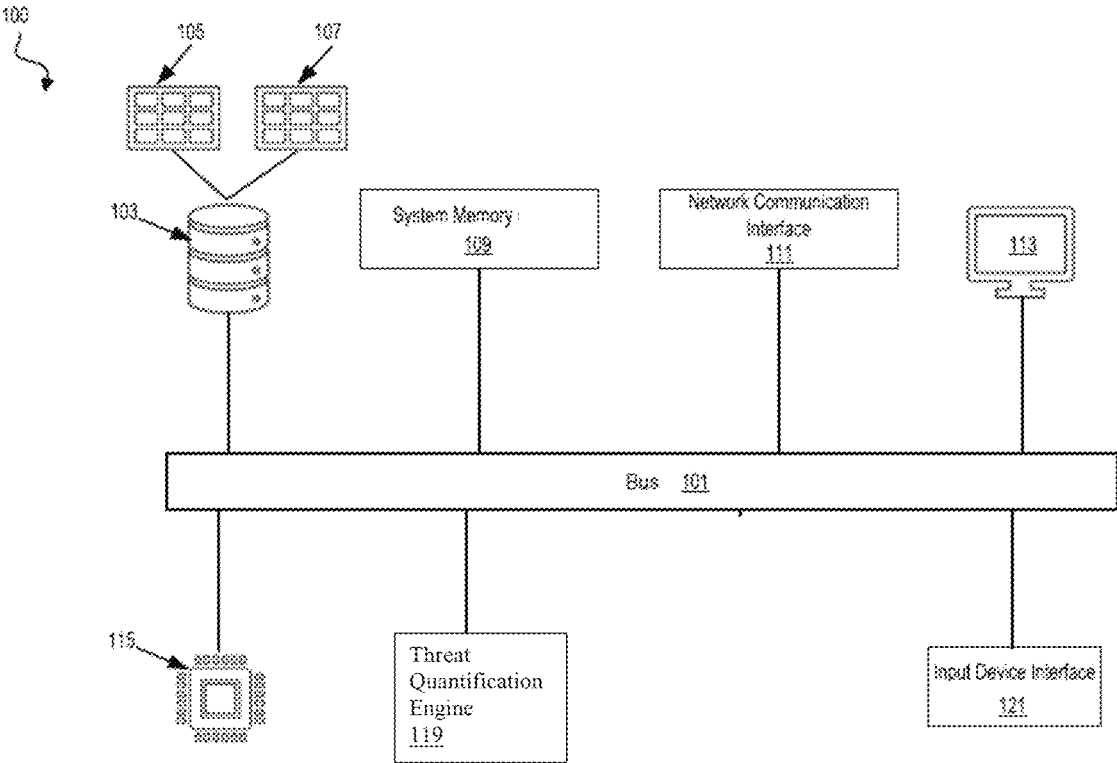 100
105
107
103
System Memory
109
Network Communication
Interface
111
113
Bus 101
115
Threat
Quantification
Engine
119
Input Device Interface
121